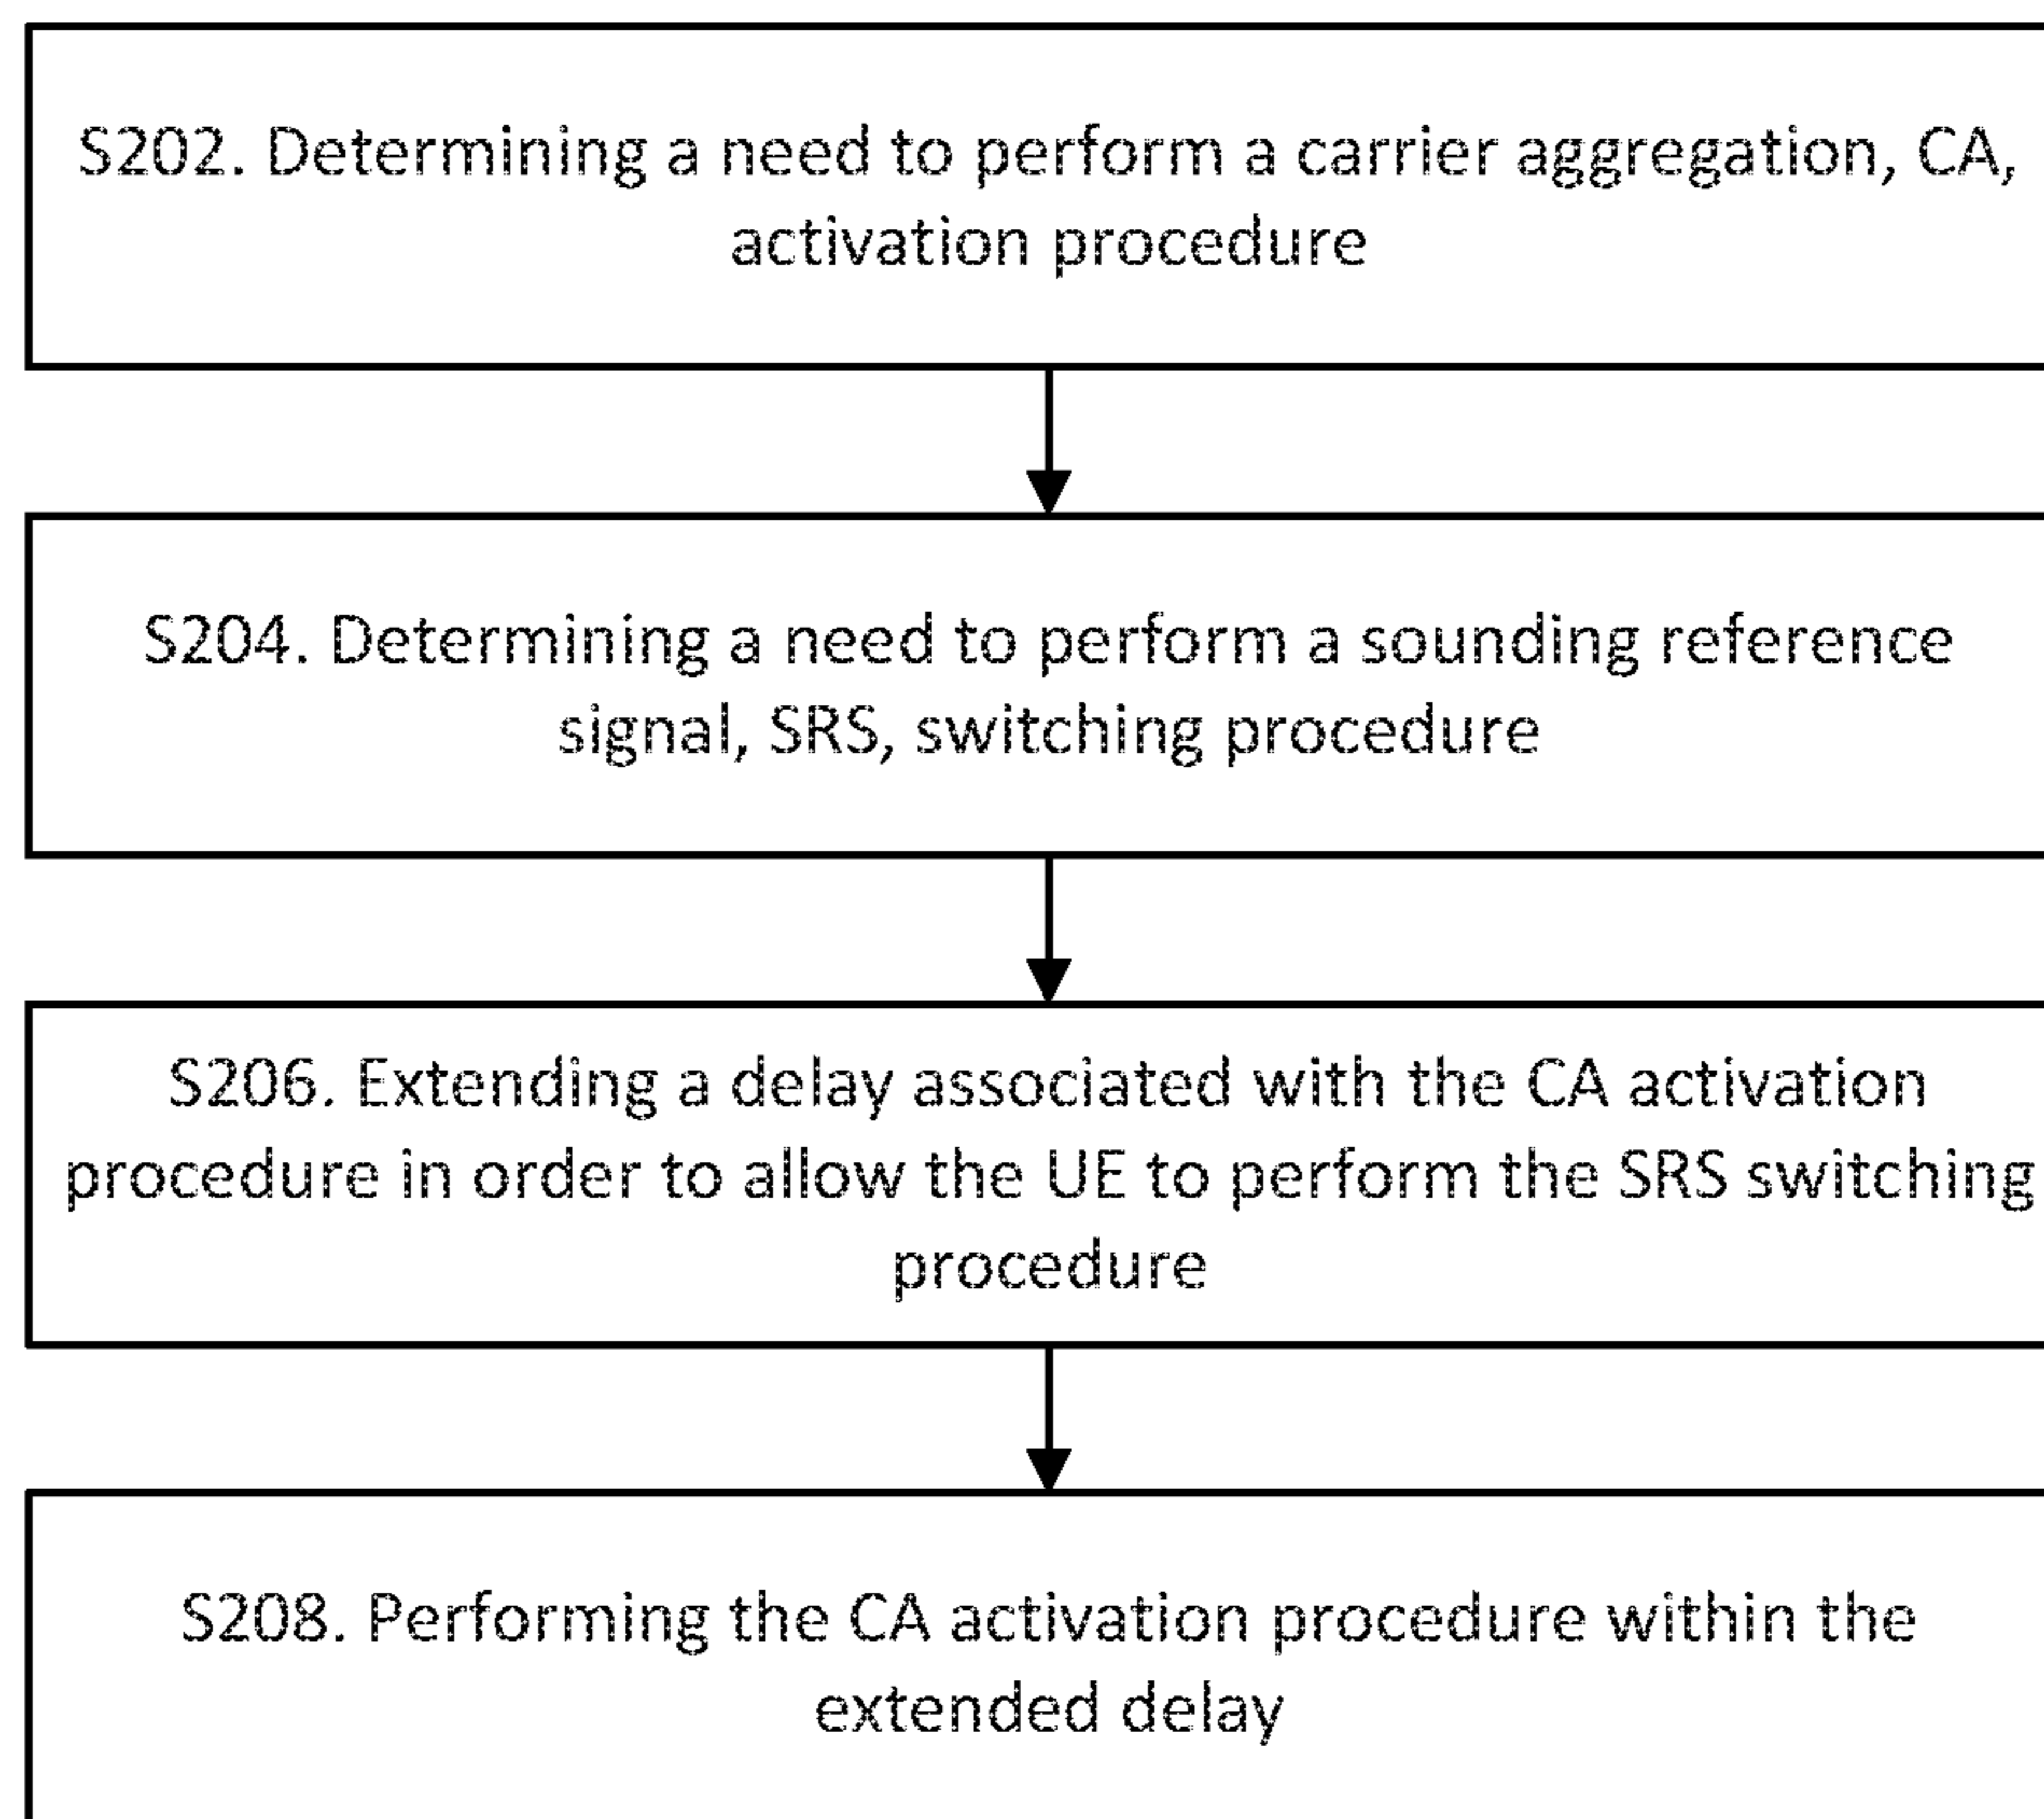 S202. Determining a need to perform a carrier aggregation, CA,
activation procedure
S204. Determining a need to perform a sounding reference
signal, SRS, switching procedure
S206. Extending a delay associated with the CA activation
procedure in order to allow the UE to perform the SRS switching
procedure
S208. Performing the CA activation procedure within the
extended delay